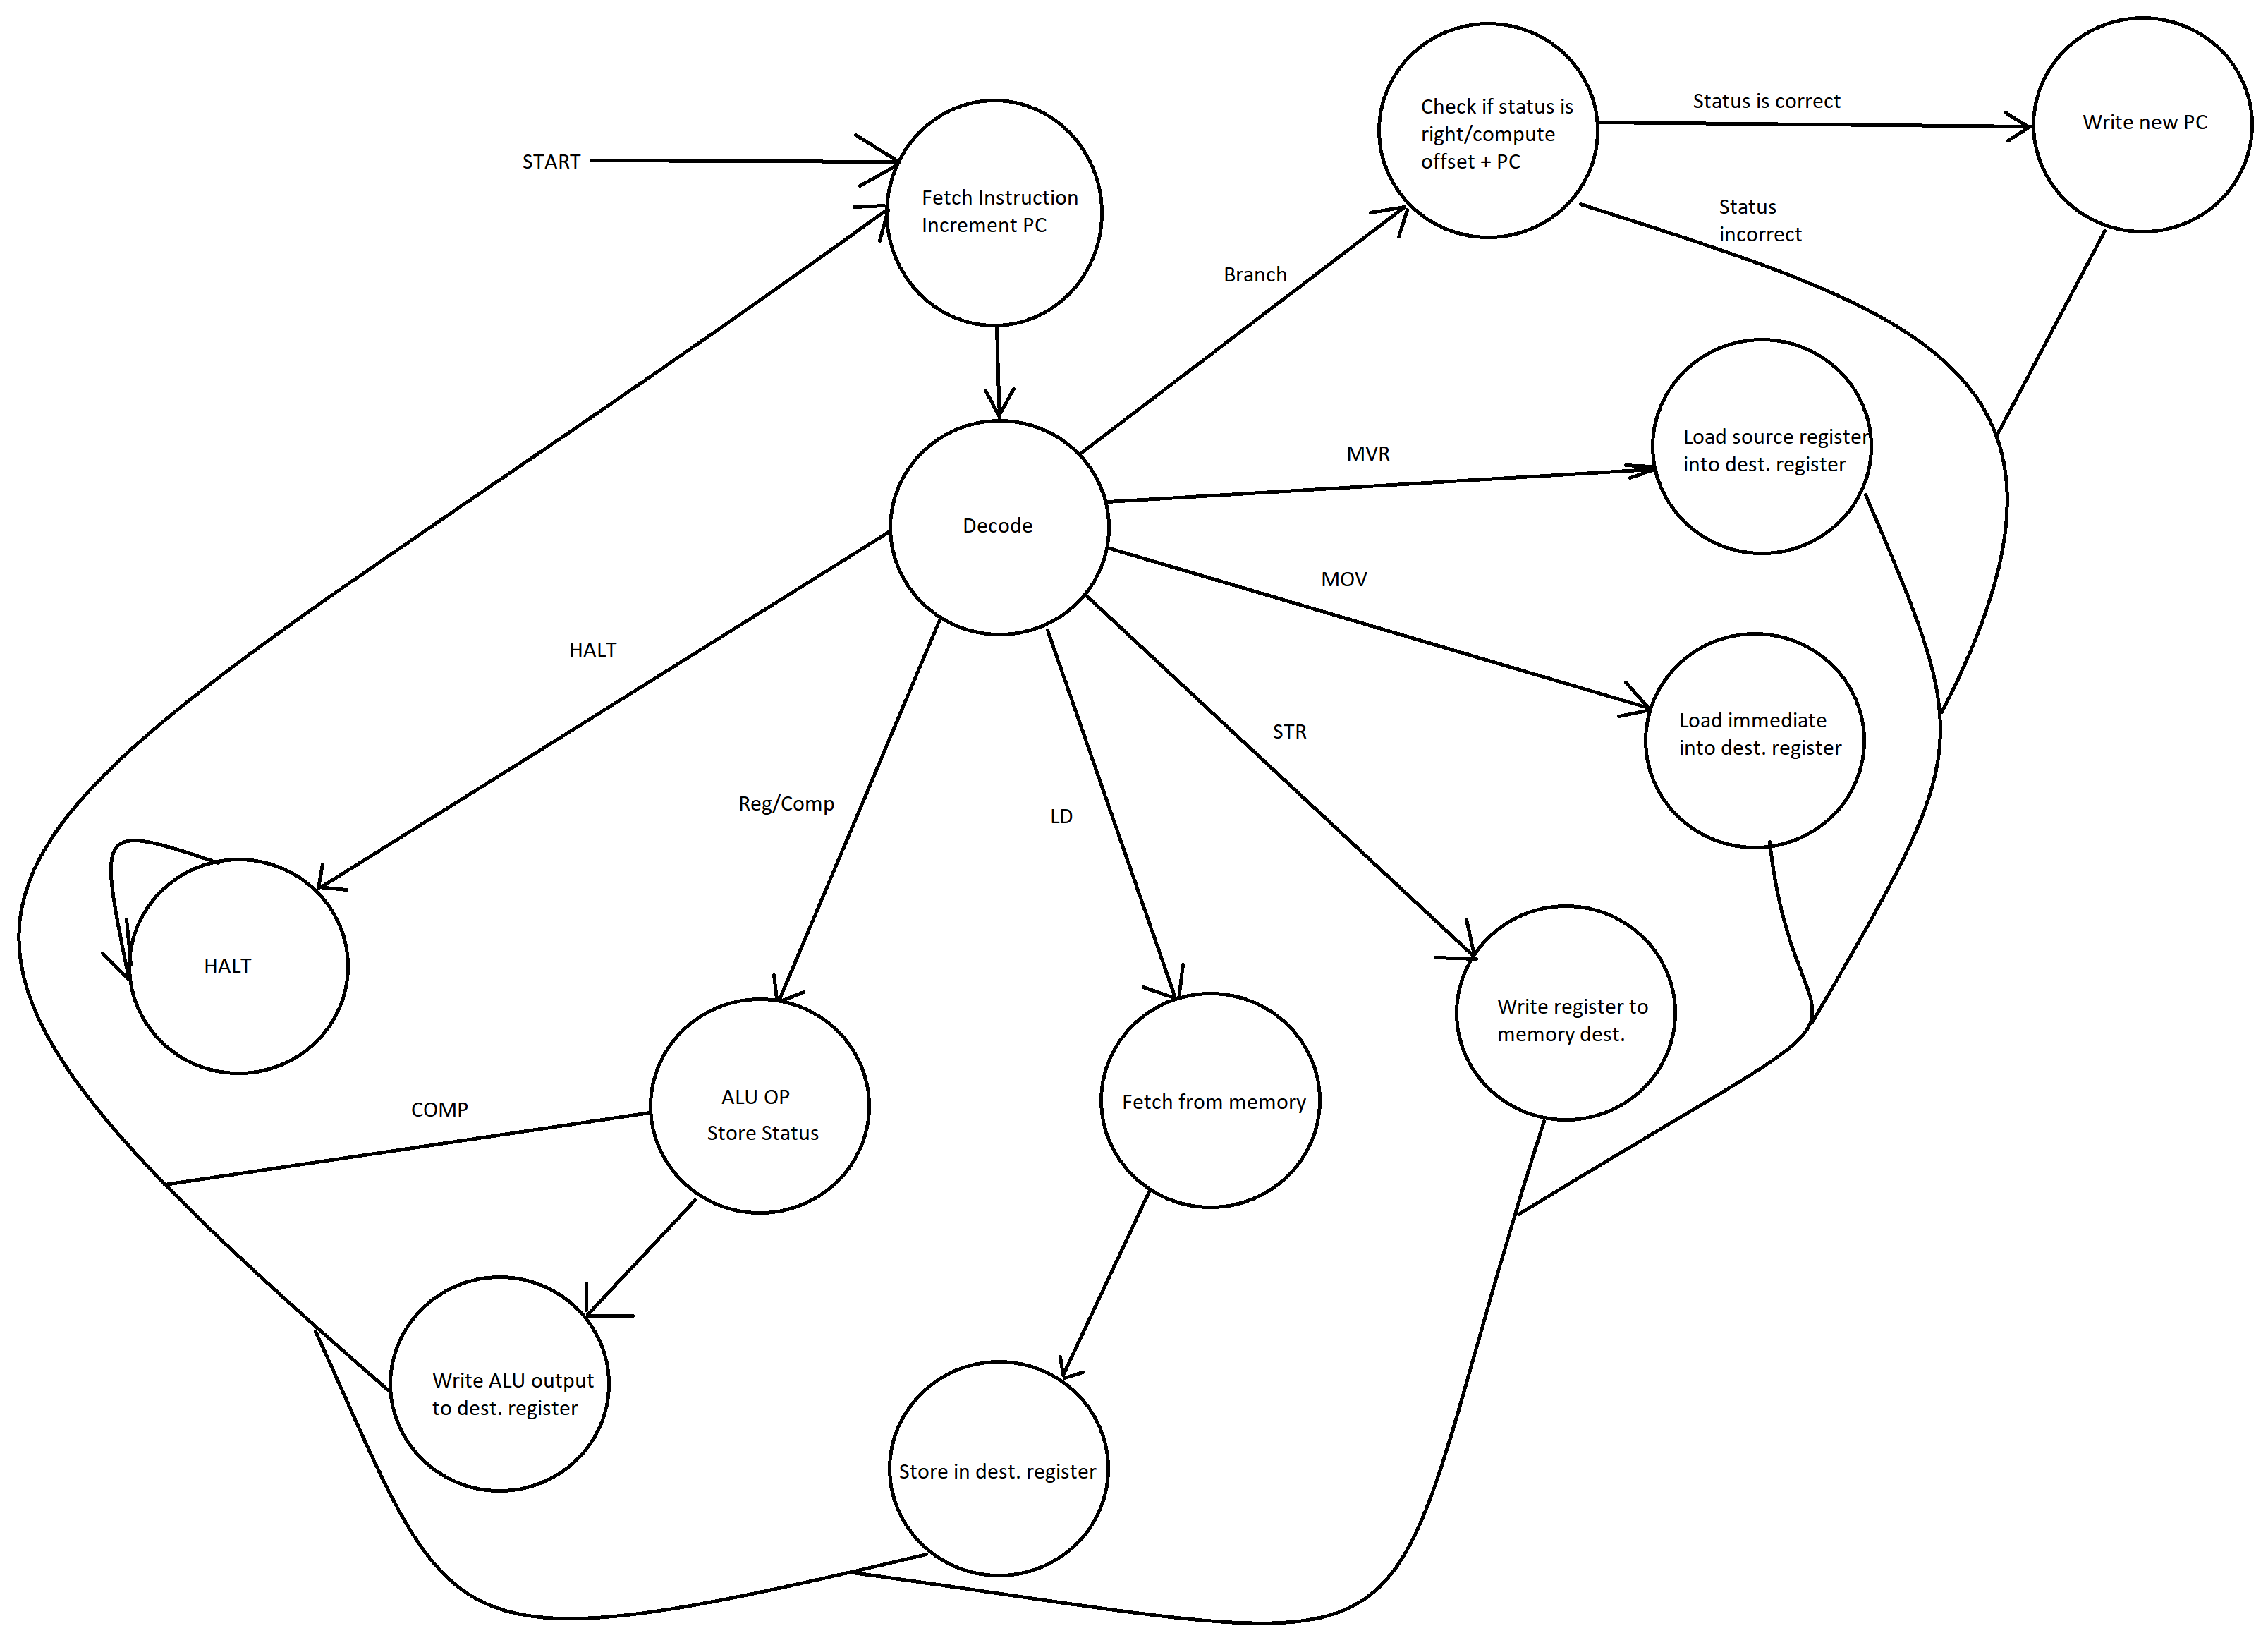 Check if status is
right/compute
offset + PC
Status is correct
Write new PC
START
Fetch Instruction
Increment PC
Status
incorrect
Branch
Load source register
into dest. register
MVR
Decode
MOV
HALT
STR
Load immediate
into dest. register
Reg/Comp
LD
HALT
Write register to
memory dest.
COMP
ALU OP
Store Status
Fetch from memory
Write ALU output
to dest. register
Store in dest. register